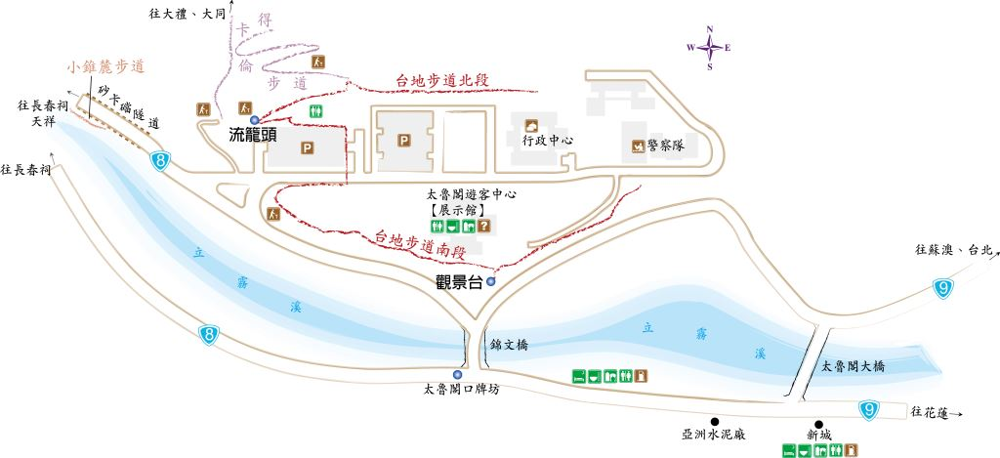 往大禮、大同
得
卡
倫
步道
N
W E
S
小錐麓步道
台地步道北段
砂卡礑隧道
往長春祠
天祥
流籠頭
P
P
行政中心
警察隊
8
往長春祠
太魯閣遊客中心
【展示館】
?
台地步道南段
觀景台
往蘇澳、台北
9
立霧溪
8
立霧溪
錦文橋
太魯閣大橋
太魯閣口牌坊
9
往花蓮
亞洲水泥廠
新城